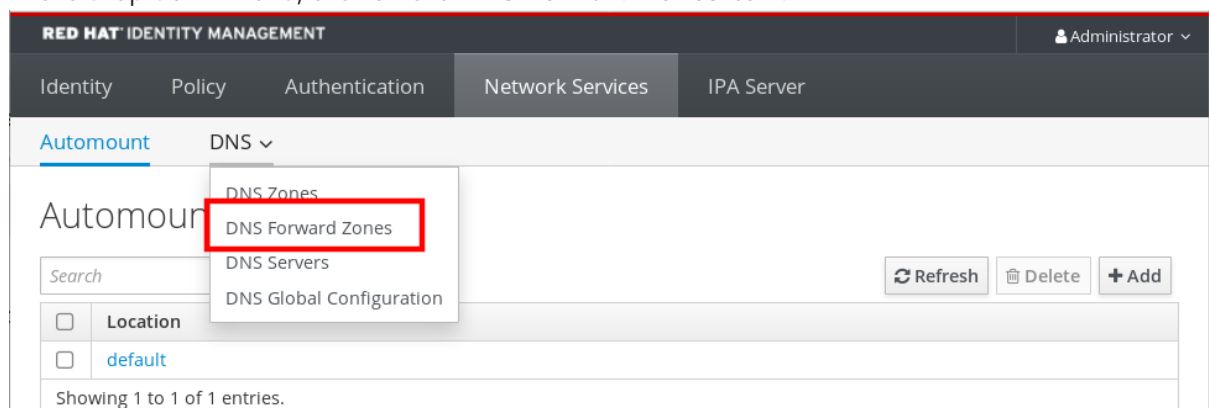 RED HAT® IDENTITY MANAGEMENT
Administrator
Identity Policy Authentication Network Services IPA Server
Automount DNS
DNS Zones
DNS Forward Zones
DNS Servers
DNS Global Configuration
Search
Refresh Delete + Add
Location
default
Showing 1 to 1 of 1 entries.